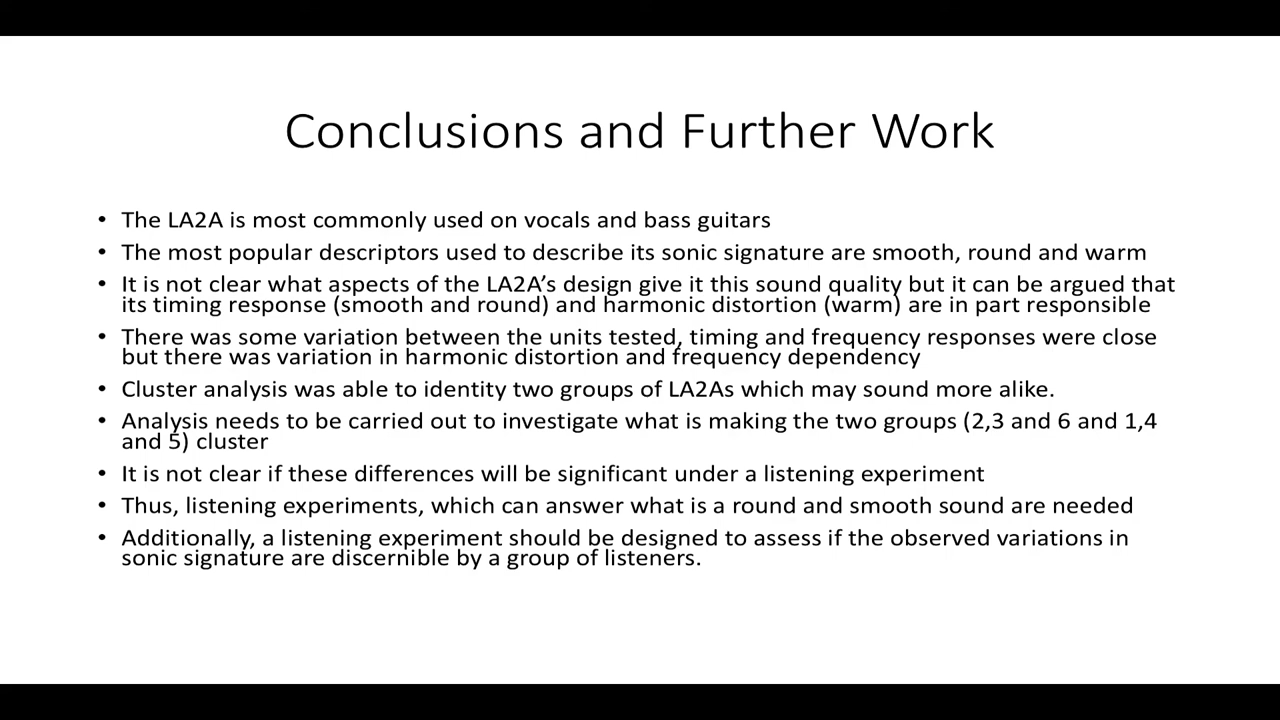 Conclusions and Further Work
• The LA2A is most commonly used on vocals and bass guitars
• The most popular descriptors used to describe its sonic signature are smooth, round and warm
• It is not clear what aspects of the LA2A’s design give it this sound quality but it can be argued that
its timing response (smooth and round) and harmonic distortion (warm) are in part responsible
• There was some variation between the units tested, timing and frequency responses were close
but there was variation in harmonic distortion and frequency dependency
• Cluster analysis was able to identity two groups of LA2As which may sound more alike.
• Analysis needs to be carried out to investigate what is making the two groups (2,3 and 6 and 1,4
and 5) cluster
• It is not clear if these differences will be significant under a listening experiment
• Thus, listening experiments, which can answer what is a round and smooth sound are needed
• Additionally, a listening experiment should be designed to assess if the observed variations in
sonic signature are discernible by a group of listeners.